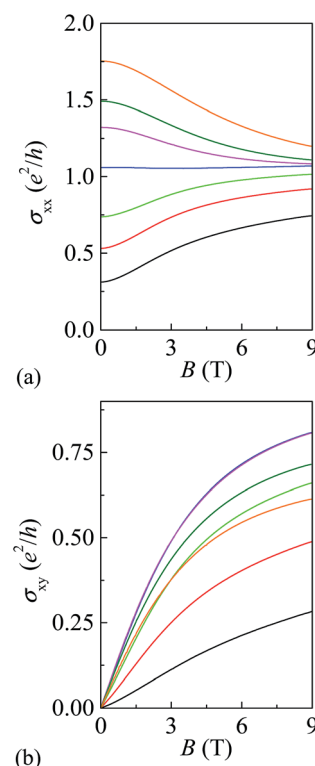 2.0
1.5
1.0
0.5
0.0
σxx (e²/h)
0 3 6 9
B (T)
(a)
0.75
0.50
0.25
0.00
σxy (e²/h)
0 3 6 9
B (T)
(b)